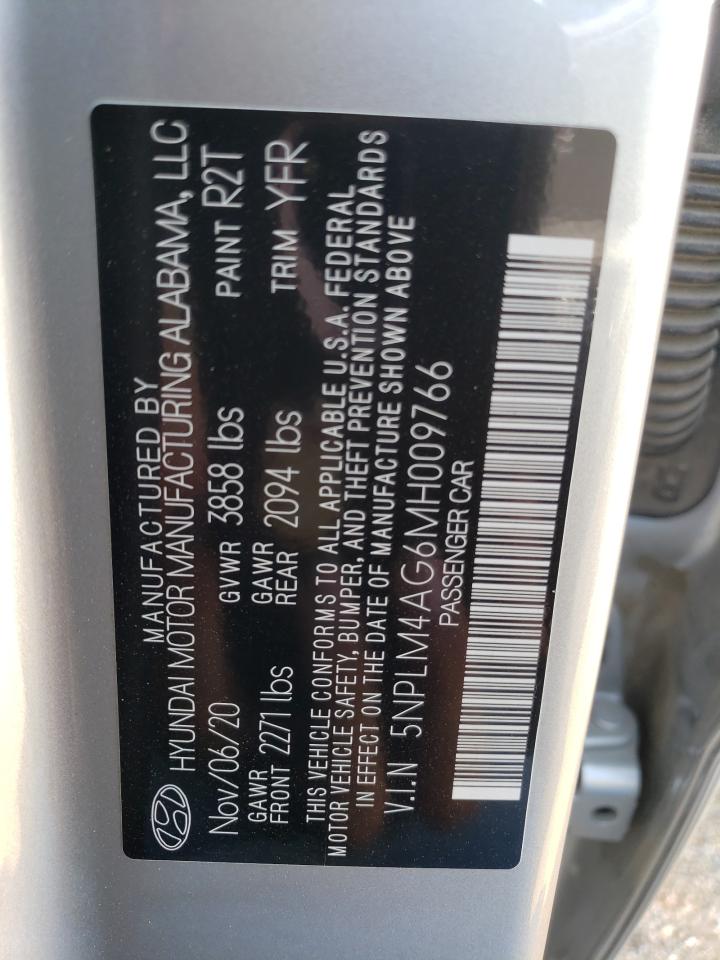 MANUFACTURED BY
HYUNDAI MOTOR MANUFACTURING ALABAMA, LLC
Nov/06/20 GVWR 3858 lbs PAINT R2T
GAWR GAWR
FRONT 2271 lbs REAR 2094 lbs TRIM YFR
THIS VEHICLE CONFORMS TO ALL APPLICABLE U.S.A. FEDERAL
MOTOR VEHICLE SAFETY, BUMPER, AND THEFT PREVENTION STANDARDS
IN EFFECT ON THE DATE OF MANUFACTURE SHOWN ABOVE
V.I.N 5NPLM4AG6MH009766
PASSENGER CAR